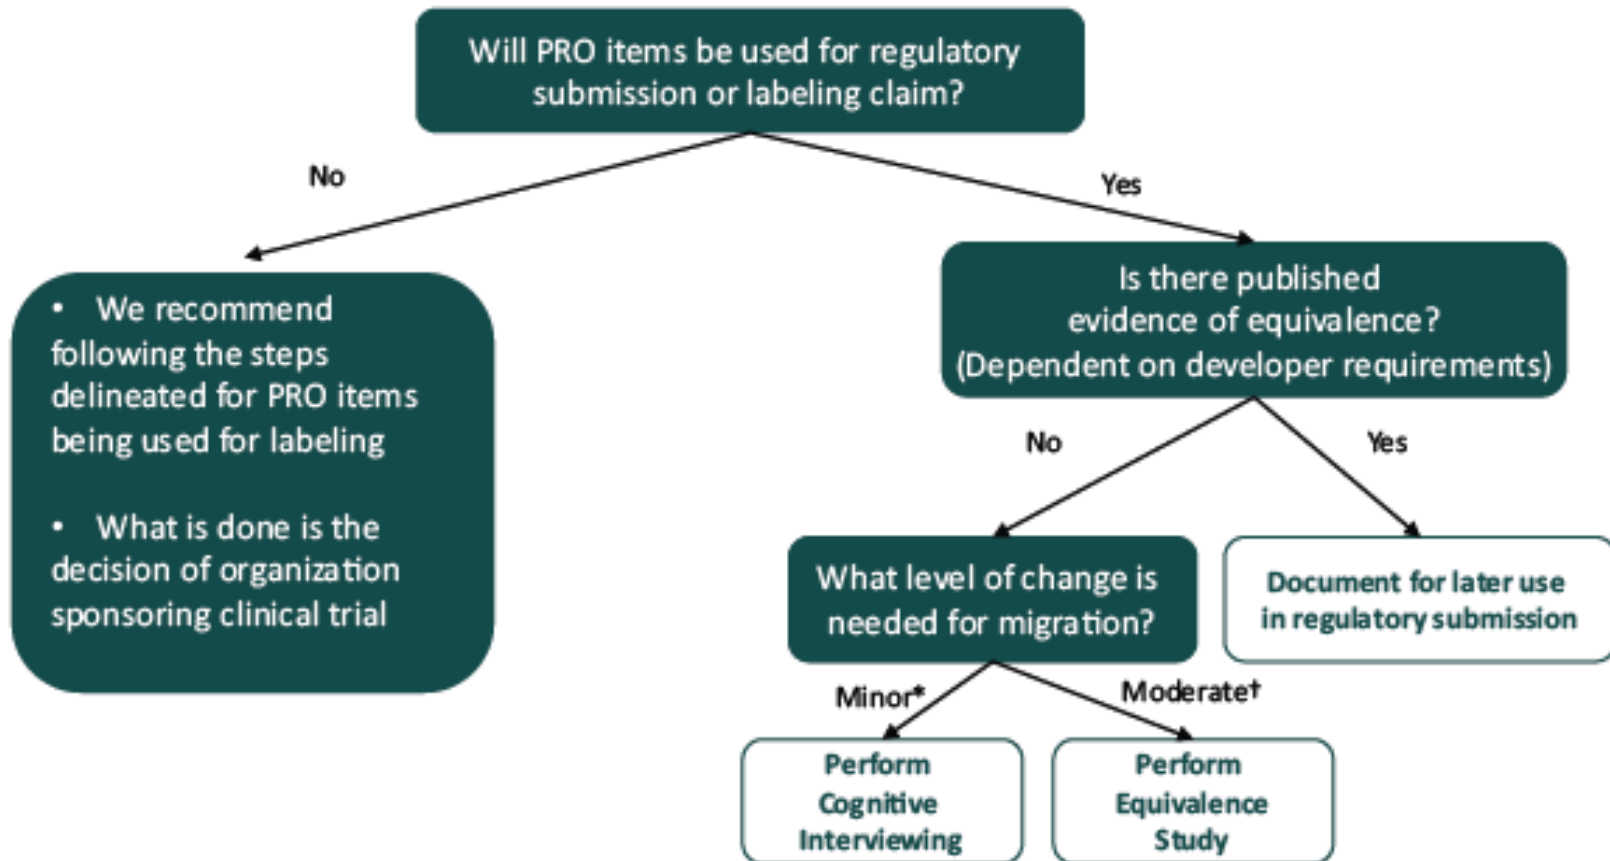 Will PRO items be used for regulatory
submission or labeling claim?
No
Yes
• We recommend
following the steps
delineated for PRO items
being used for labeling
• What is done is the
decision of organization
sponsoring clinical trial
Is there published
evidence of equivalence?
(Dependent on developer requirements)
No
Yes
What level of change is
needed for migration?
Document for later use
in regulatory submission
Minor*
Moderate†
Perform
Cognitive
Interviewing
Perform
Equivalence
Study